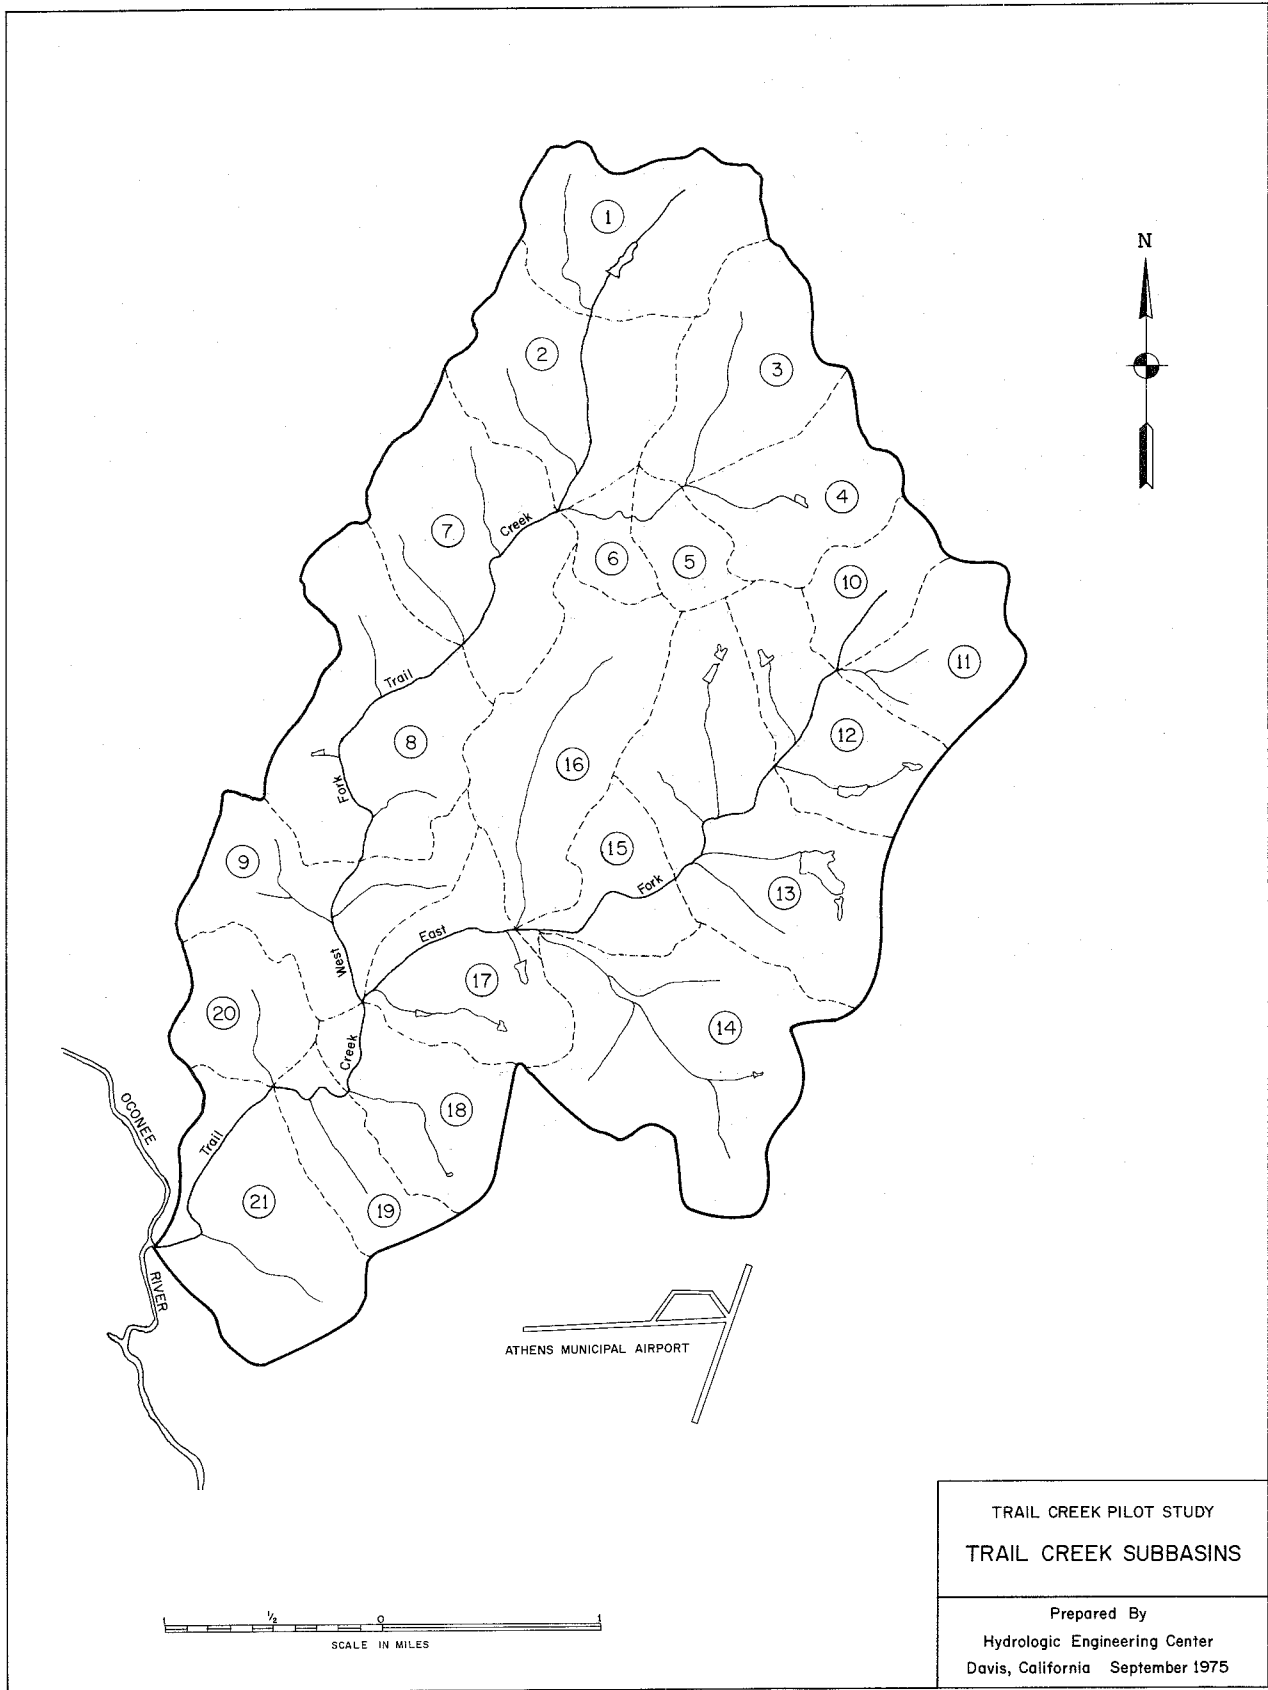 N
1
2
3
4
7
Creek
6
5
10
11
Trail
8
12
16
Fork
15
9
Fork
13
East
West
17
20
14
Creek
OCONEE
18
Trail
21
19
RIVER
ATHENS MUNICIPAL AIRPORT
TRAIL CREEK PILOT STUDY
TRAIL CREEK SUBBASINS
1 1/2 0 1
SCALE IN MILES
Prepared By
Hydrologic Engineering Center
Davis, California September 1975